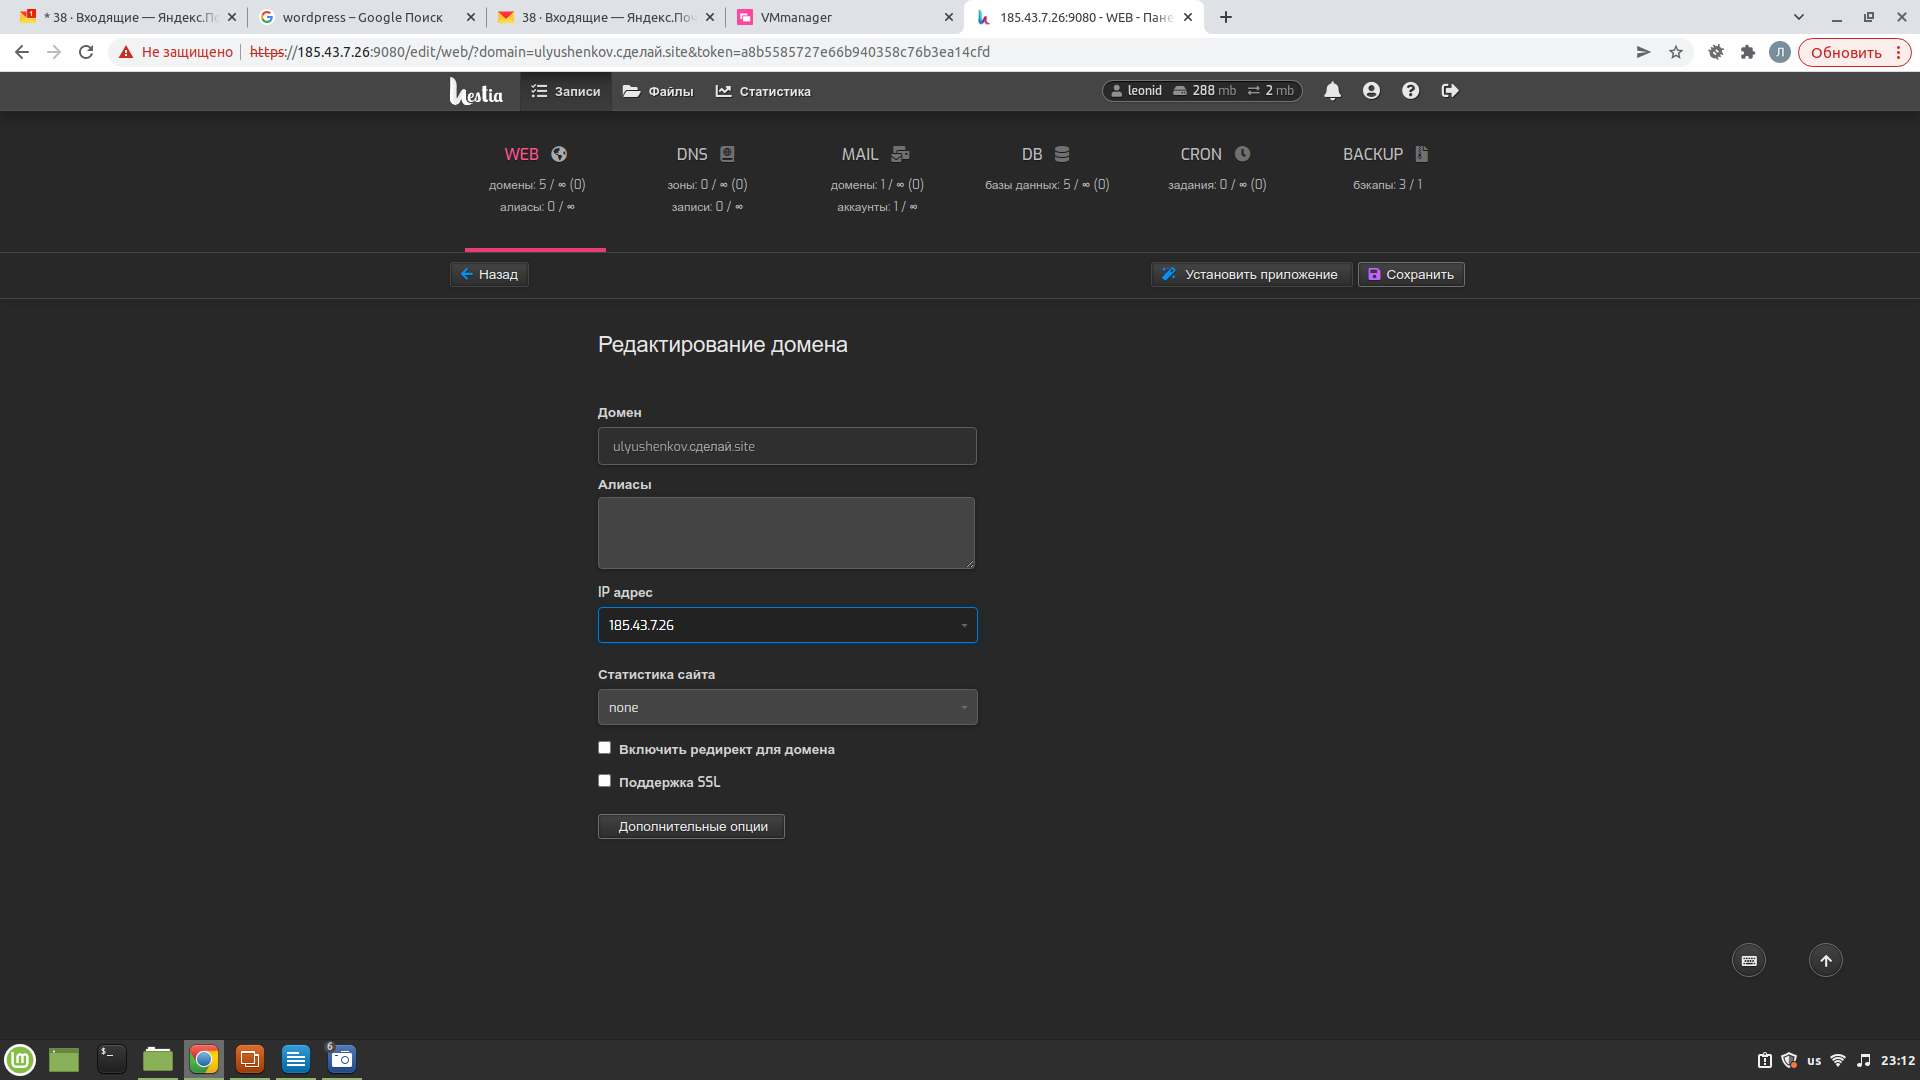 * 38 · Входящие — Яндекс.По
wordpress – Google Поиск
38 · Входящие — Яндекс.Поч
VMmanager
185.43.7.26:9080 - WEB - Пане
Не защищено
https://185.43.7.26:9080/edit/web/?domain=ulyushenkov.сделай.site&token=a8b5585727e66b940358c76b3ea14cfd
Л
Обновить
hestia
Записи
Файлы
Статистика
leonid 288 mb 2 mb
WEB
домены: 5 / ∞ (0)
алиасы: 0 / ∞
DNS
зоны: 0 / ∞ (0)
записи: 0 / ∞
MAIL
домены: 1 / ∞ (0)
аккаунты: 1 / ∞
DB
базы данных: 5 / ∞ (0)
CRON
задания: 0 / ∞ (0)
BACKUP
бэкапы: 3 / 1
Назад
Установить приложение
Сохранить
Редактирование домена
Домен
ulyushenkov.сделай.site
Алиасы
IP адрес
185.43.7.26
Статистика сайта
none
Включить редирект для домена
Поддержка SSL
Дополнительные опции
6
us
23:12